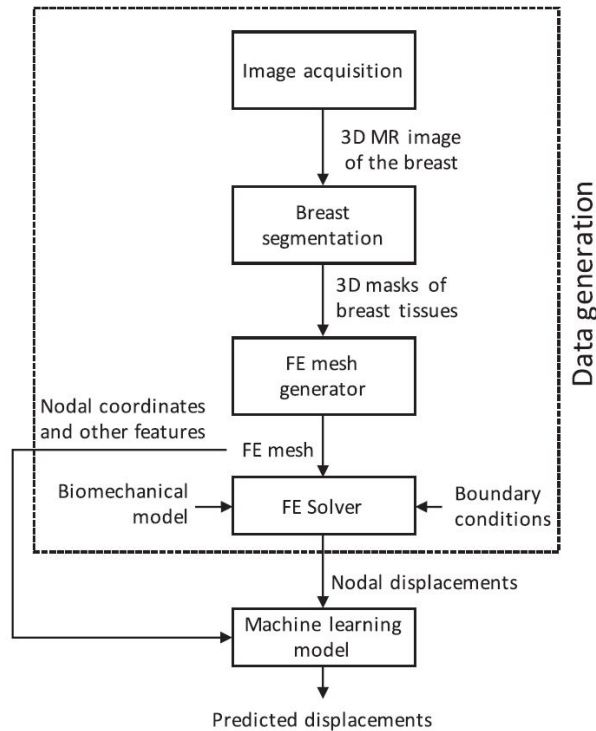 Image acquisition
3D MR image
of the breast
Breast
segmentation
3D masks of
breast tissues
FE mesh
generator
Nodal coordinates
and other features
FE mesh
Biomechanical
model
FE Solver
Boundary
conditions
Data generation
Nodal displacements
Machine learning
model
Predicted displacements